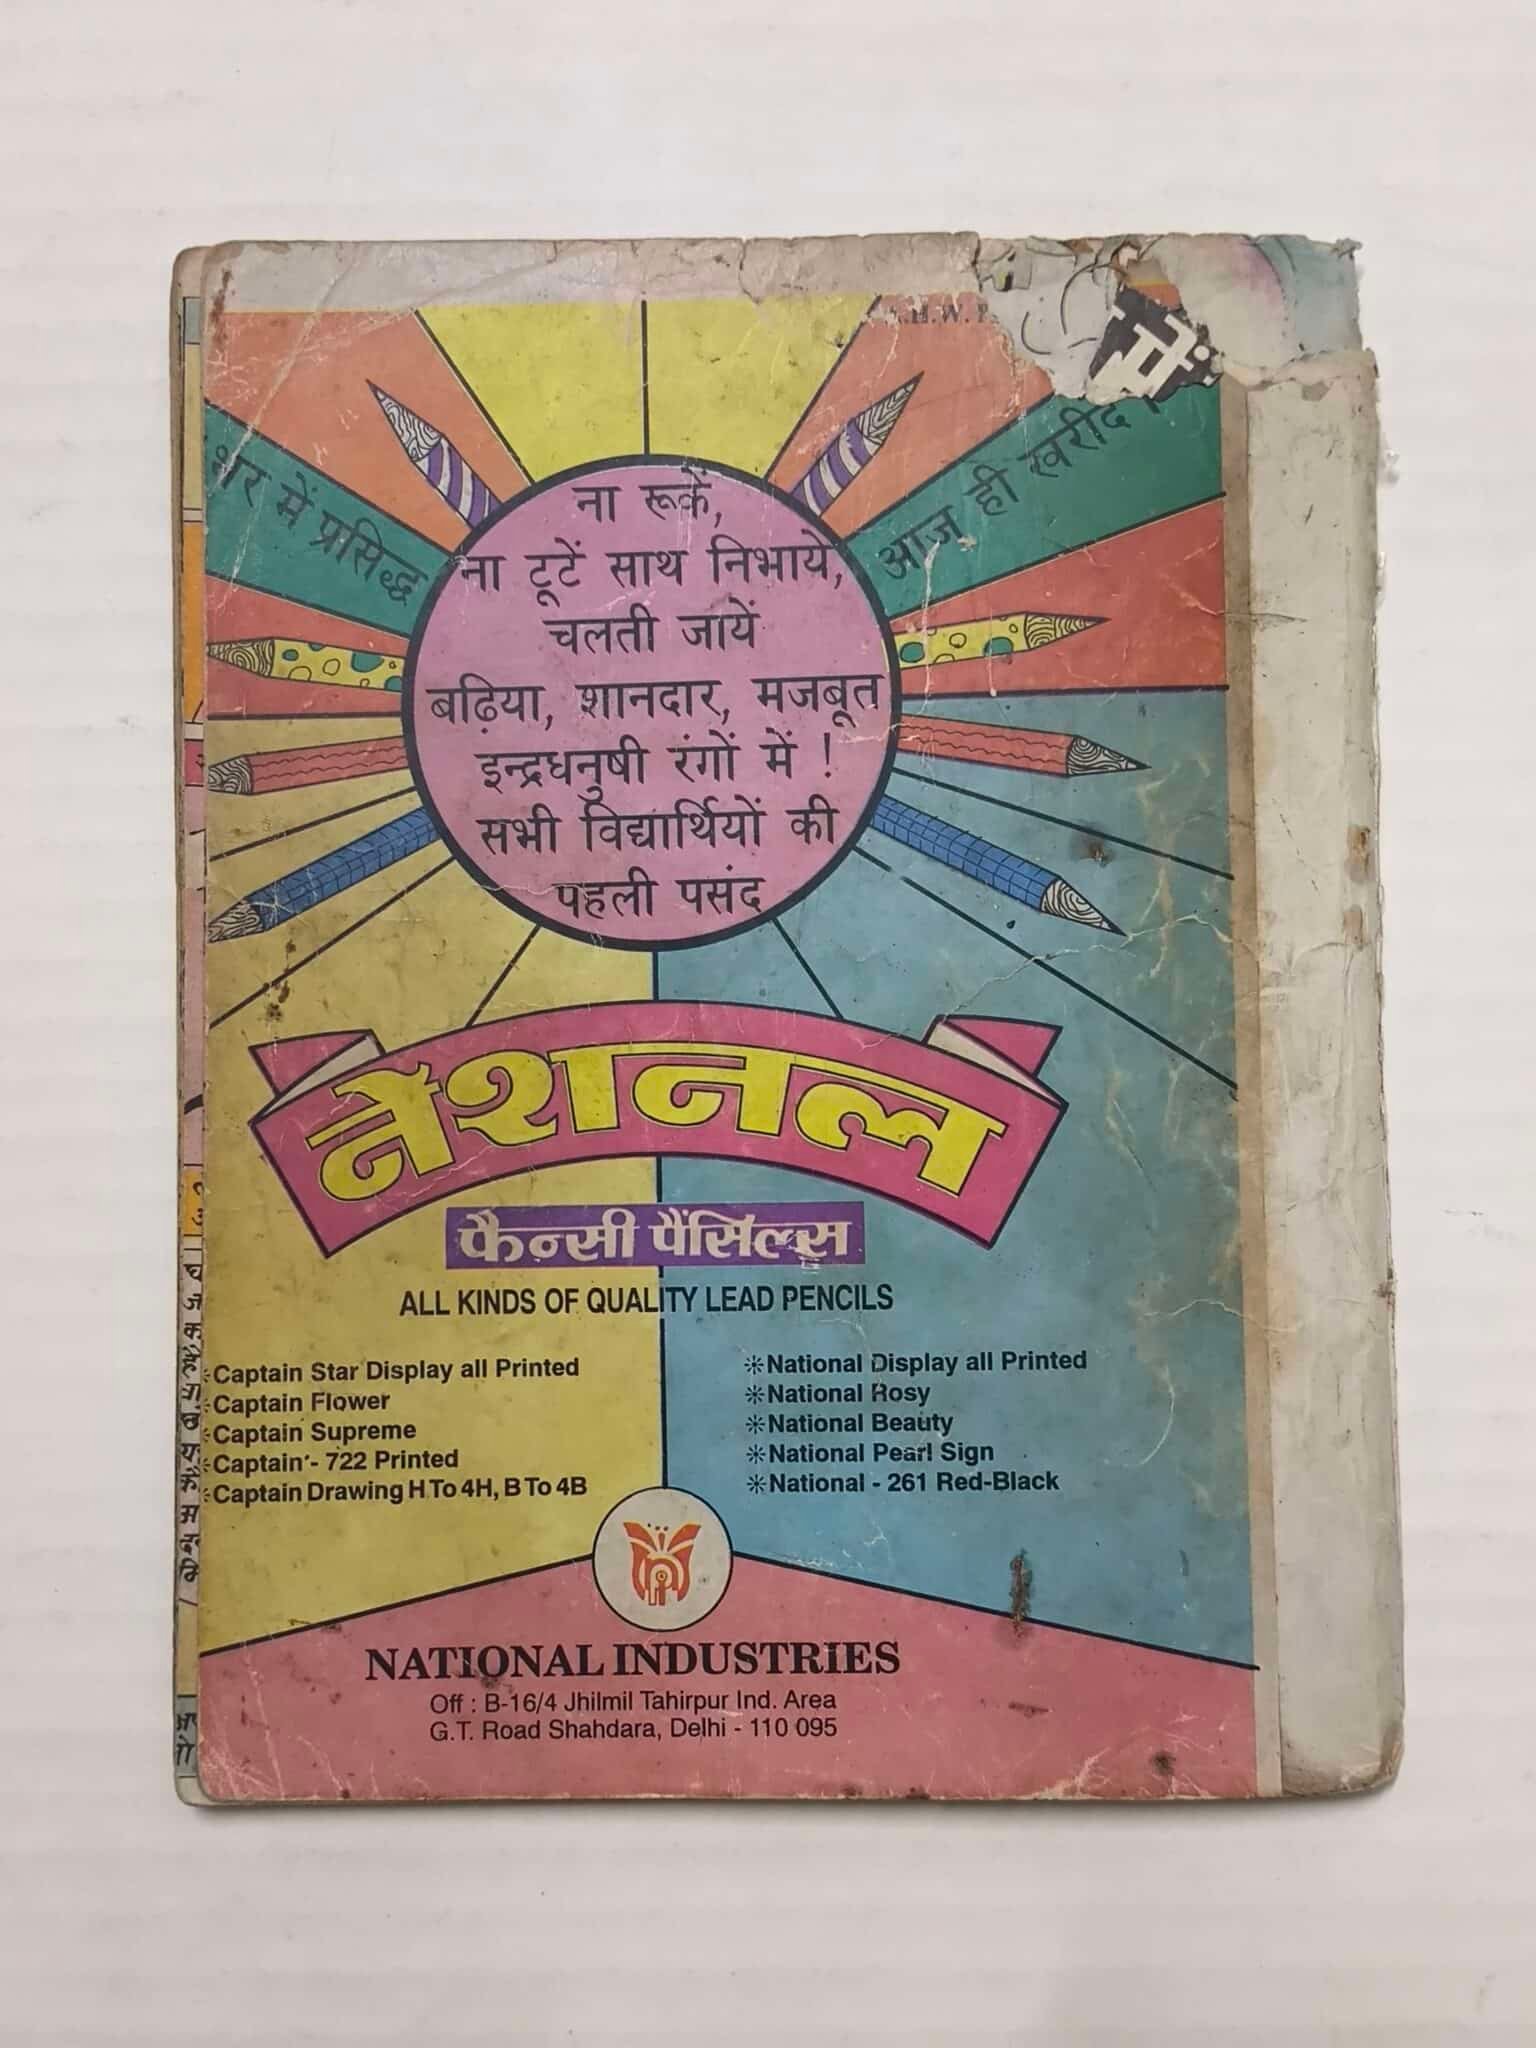 भर में प्रसिद्ध
आज ही खरीदें
ना रूकें,
ना टूटें साथ निभाये,
चलती जायें
बढ़िया, शानदार, मजबूत
इन्द्रधनुषी रंगों में !
सभी विद्यार्थियों की
पहली पसंद
नेशनल
फैन्सी पैंसिल्स
ALL KINDS OF QUALITY LEAD PENCILS
Captain Star Display all Printed
Captain Flower
Captain Supreme
Captain - 722 Printed
Captain Drawing H To 4H, B To 4B
National Display all Printed
National Rosy
National Beauty
National Pearl Sign
National - 261 Red-Black
NATIONAL INDUSTRIES
Off : B-16/4 Jhilmil Tahirpur Ind. Area
G.T. Road Shahdara, Delhi - 110 095